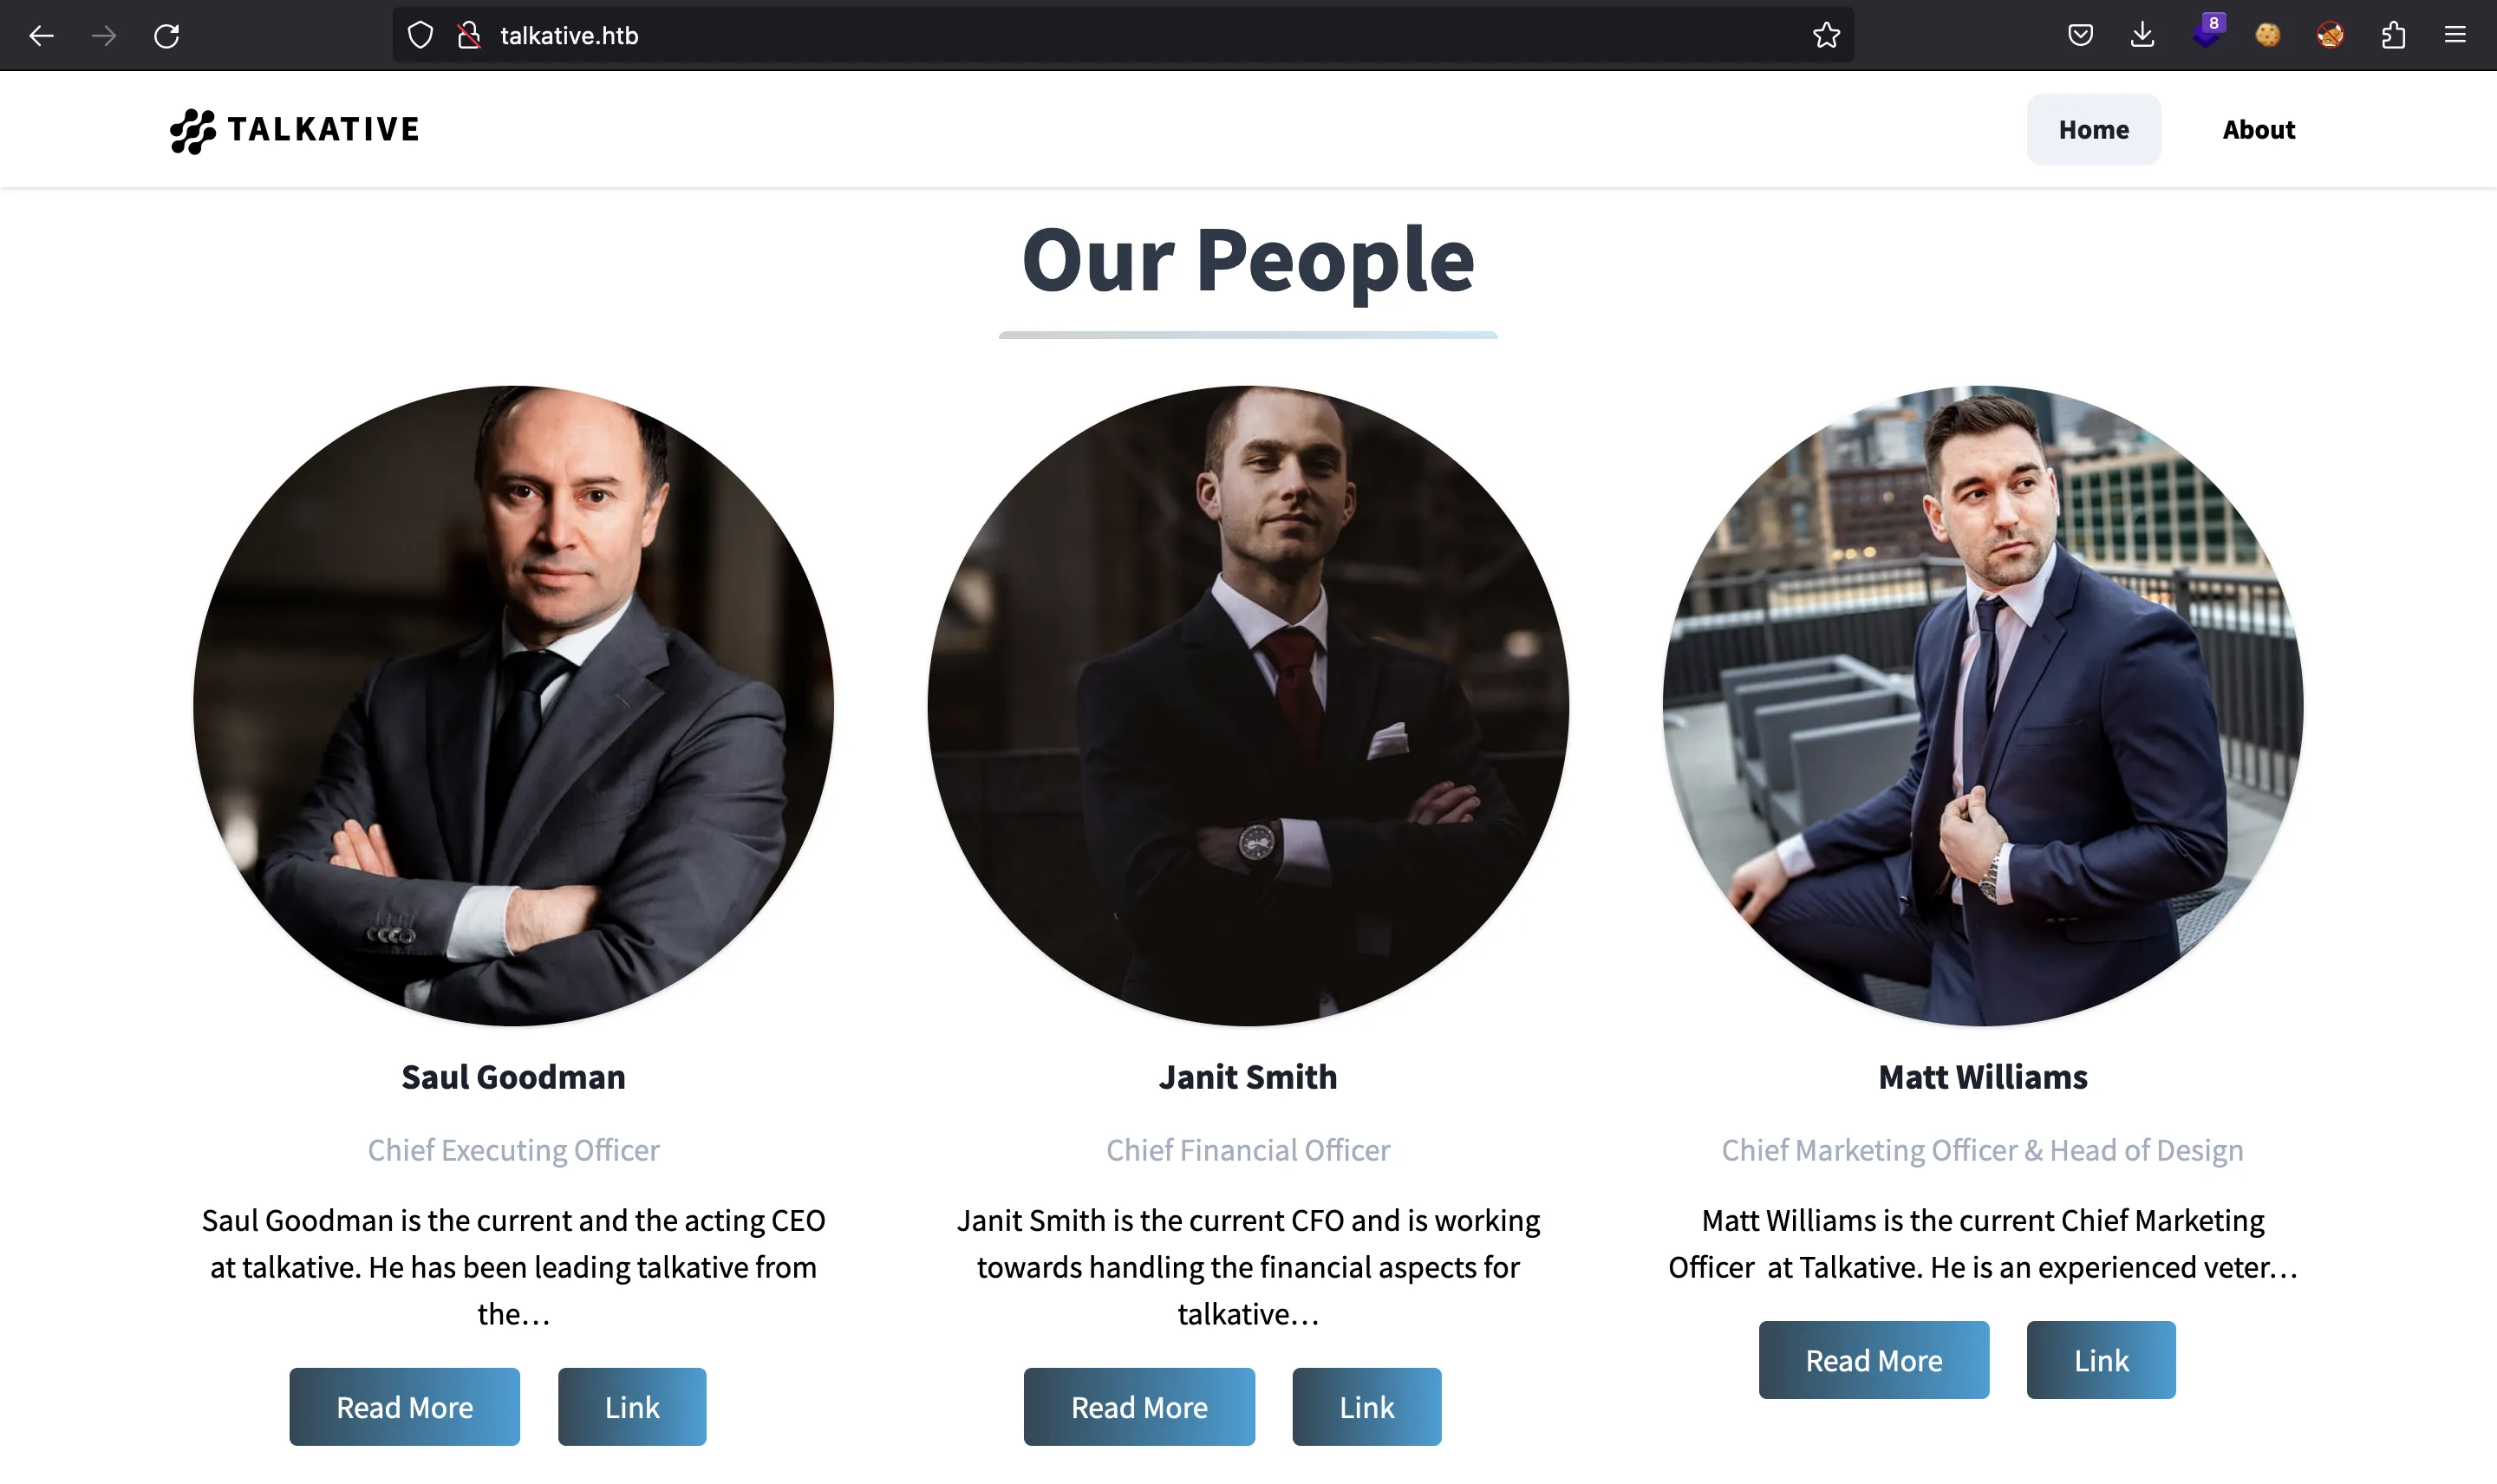 talkative.htb
8
TALKATIVE
Home
About
Our People
Saul Goodman
Chief Executing Officer
Saul Goodman is the current and the acting CEO
at talkative. He has been leading talkative from
the…
Read More
Link
Janit Smith
Chief Financial Officer
Janit Smith is the current CFO and is working
towards handling the financial aspects for
talkative…
Read More
Link
Matt Williams
Chief Marketing Officer & Head of Design
Matt Williams is the current Chief Marketing
Officer  at Talkative. He is an experienced veter…
Read More
Link